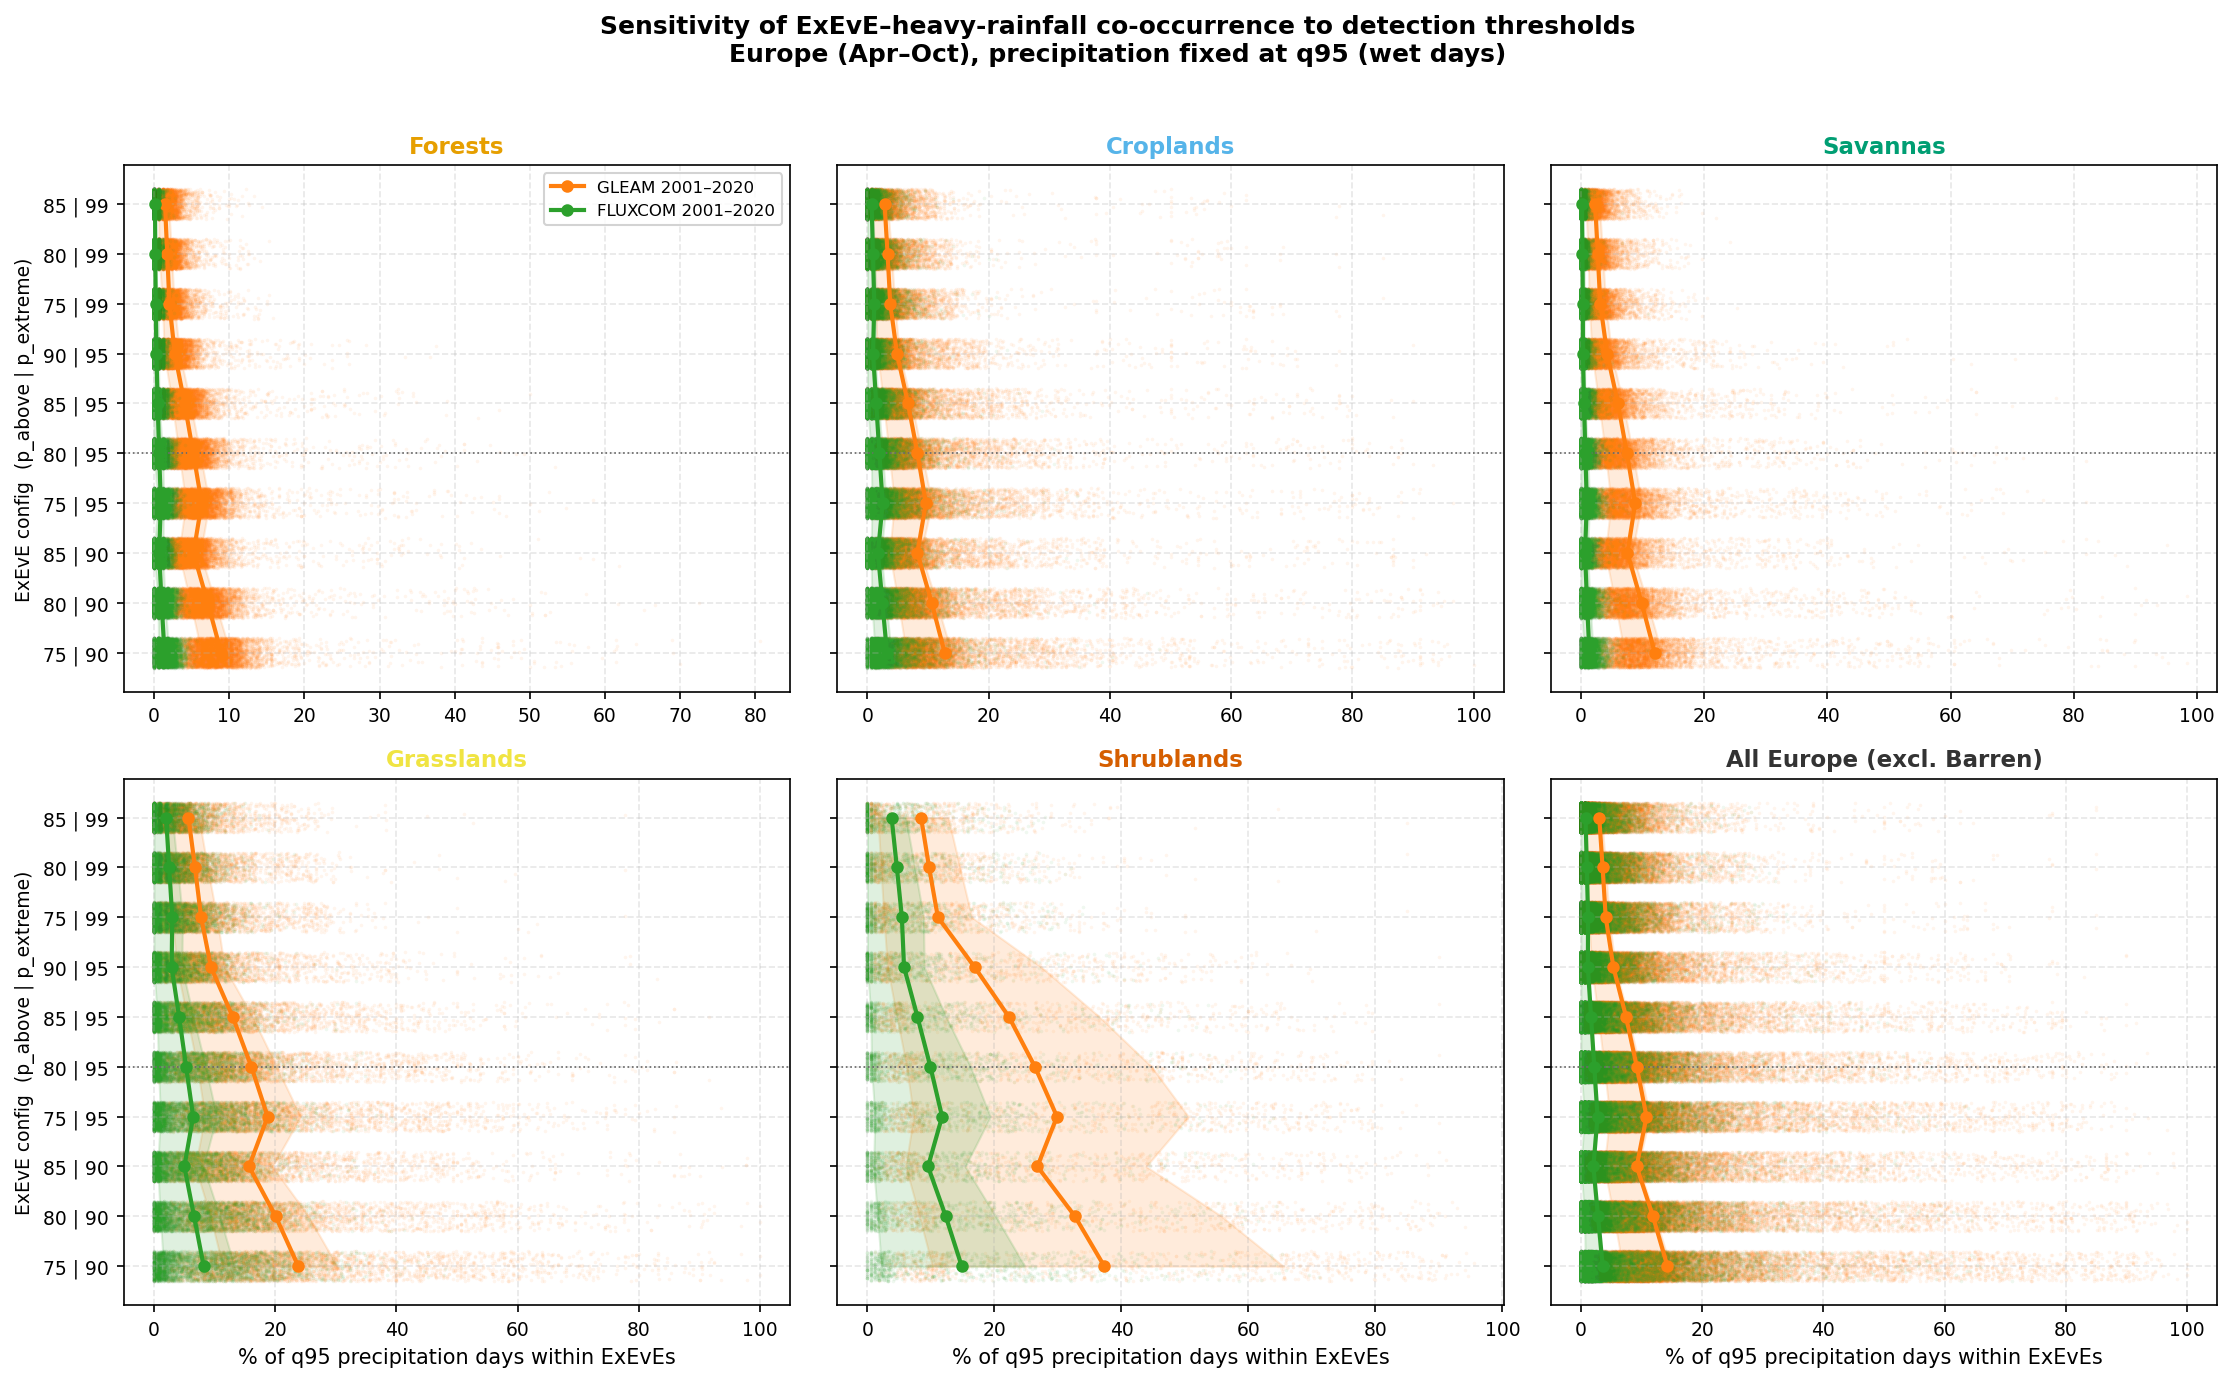 Sensitivity of ExEvE–heavy-rainfall co-occurrence to detection thresholds
Europe (Apr–Oct), precipitation fixed at q95 (wet days)
Forests
Croplands
Savannas
GLEAM 2001–2020
FLUXCOM 2001–2020
ExEvE config  (p_above | p_extreme)
85 | 99
80 | 99
75 | 99
90 | 95
85 | 95
80 | 95
75 | 95
85 | 90
80 | 90
75 | 90
0 10 20 30 40 50 60 70 80
0 20 40 60 80 100
0 20 40 60 80 100
Grasslands
Shrublands
All Europe (excl. Barren)
ExEvE config  (p_above | p_extreme)
85 | 99
80 | 99
75 | 99
90 | 95
85 | 95
80 | 95
75 | 95
85 | 90
80 | 90
75 | 90
0 20 40 60 80 100
0 20 40 60 80 100
0 20 40 60 80 100
% of q95 precipitation days within ExEvEs
% of q95 precipitation days within ExEvEs
% of q95 precipitation days within ExEvEs